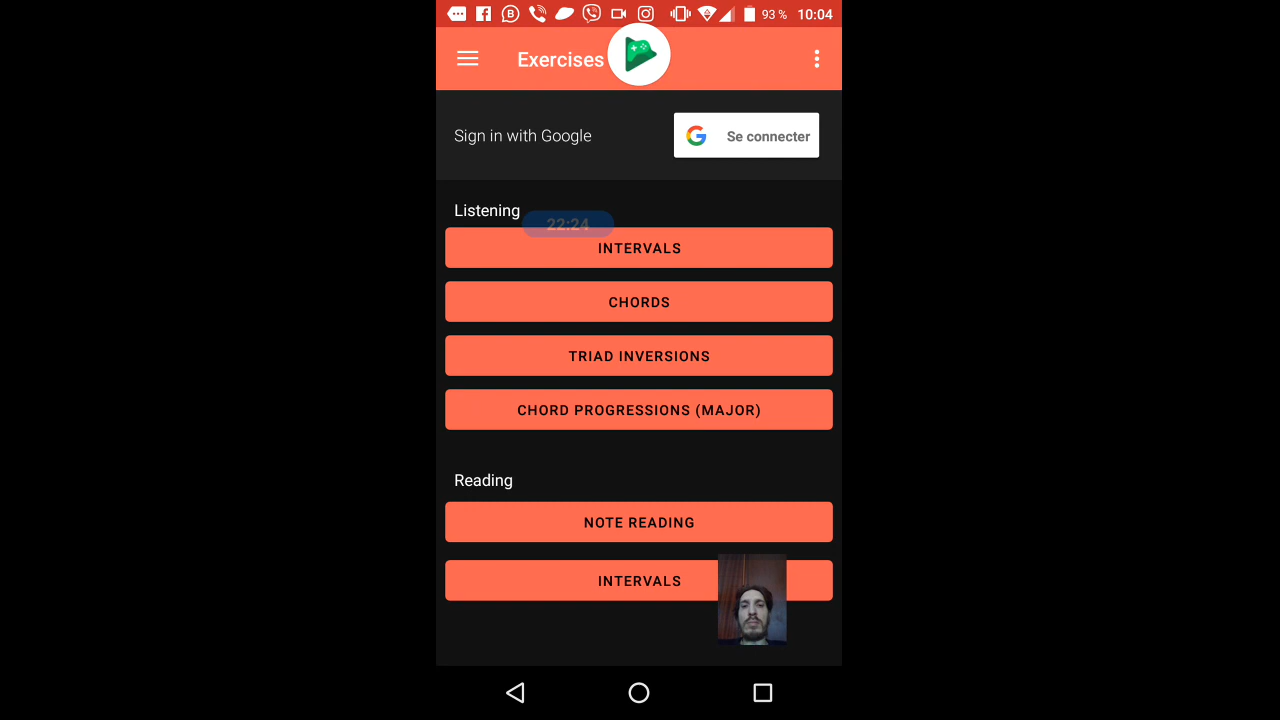 93 % 10:04
Exercises
Sign in with Google
Se connecter
Listening
22:24
INTERVALS
CHORDS
TRIAD INVERSIONS
CHORD PROGRESSIONS (MAJOR)
Reading
NOTE READING
INTERVALS